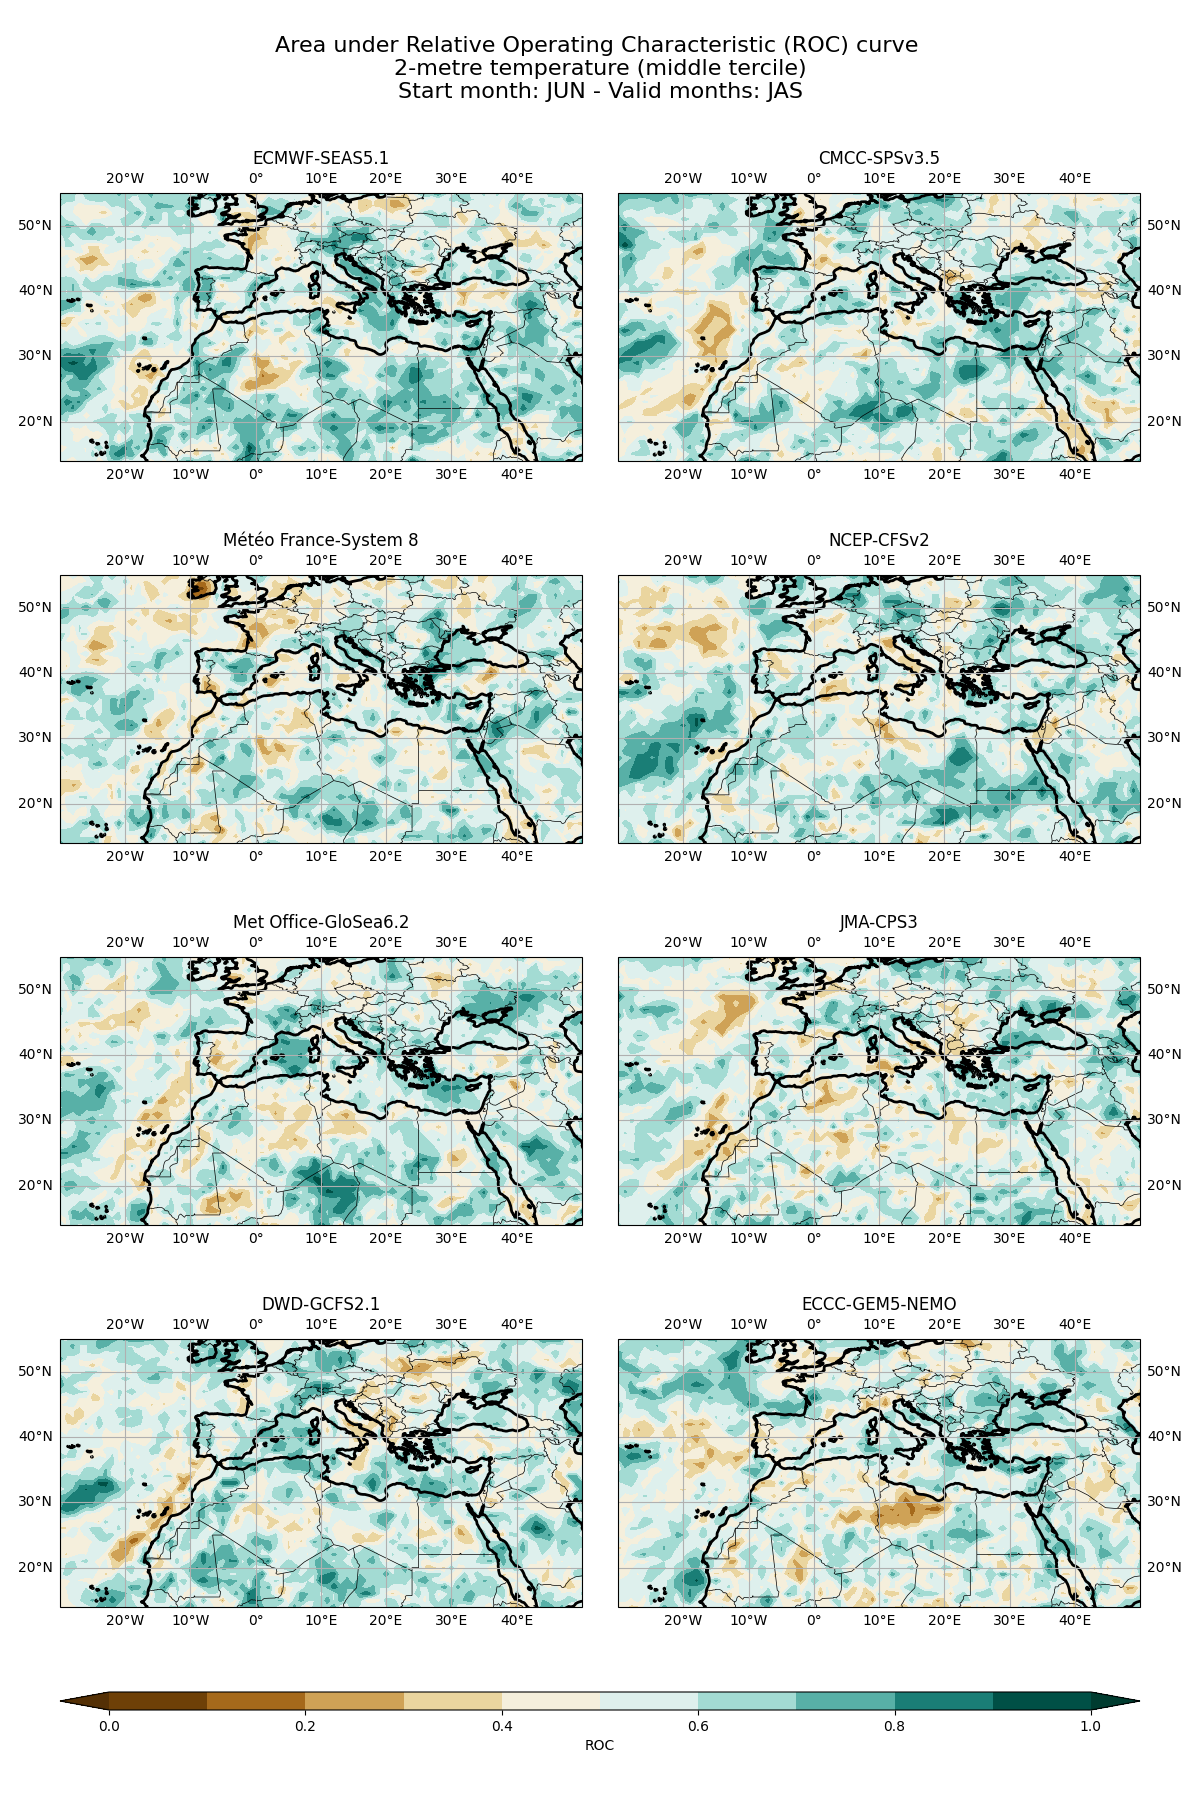 Area under Relative Operating Characteristic (ROC) curve
2-metre temperature (middle tercile)
Start month: JUN - Valid months: JAS
ECMWF-SEAS5.1
CMCC-SPSv3.5
20°W 10°W 0° 10°E 20°E 30°E 40°E
20°W 10°W 0° 10°E 20°E 30°E 40°E
50°N
50°N
40°N
40°N
30°N
30°N
20°N
20°N
20°W 10°W 0° 10°E 20°E 30°E 40°E
20°W 10°W 0° 10°E 20°E 30°E 40°E
Météo France-System 8
NCEP-CFSv2
20°W 10°W 0° 10°E 20°E 30°E 40°E
20°W 10°W 0° 10°E 20°E 30°E 40°E
50°N
50°N
40°N
40°N
30°N
30°N
20°N
20°N
20°W 10°W 0° 10°E 20°E 30°E 40°E
20°W 10°W 0° 10°E 20°E 30°E 40°E
Met Office-GloSea6.2
JMA-CPS3
20°W 10°W 0° 10°E 20°E 30°E 40°E
20°W 10°W 0° 10°E 20°E 30°E 40°E
50°N
50°N
40°N
40°N
30°N
30°N
20°N
20°N
20°W 10°W 0° 10°E 20°E 30°E 40°E
20°W 10°W 0° 10°E 20°E 30°E 40°E
DWD-GCFS2.1
ECCC-GEM5-NEMO
20°W 10°W 0° 10°E 20°E 30°E 40°E
20°W 10°W 0° 10°E 20°E 30°E 40°E
50°N
50°N
40°N
40°N
30°N
30°N
20°N
20°N
20°W 10°W 0° 10°E 20°E 30°E 40°E
20°W 10°W 0° 10°E 20°E 30°E 40°E
0.0 0.2 0.4 0.6 0.8 1.0
ROC